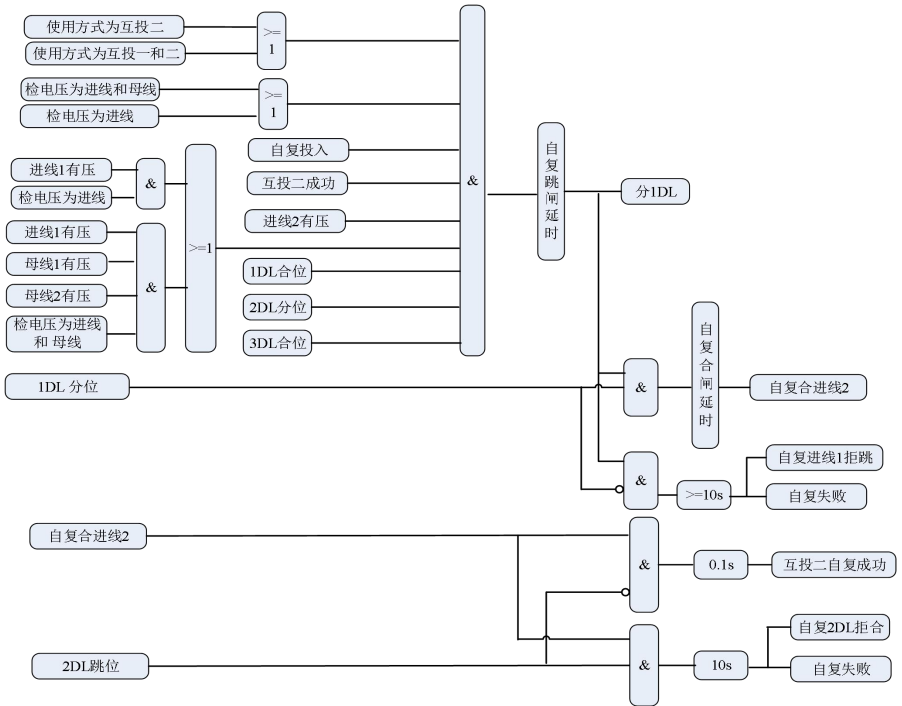 使用方式为互投二
使用方式为互投一和二
>=
1
检电压为进线和母线
检电压为进线
>=
1
自复投入
互投二成功
进线2有压
进线1有压
检电压为进线
&
进线1有压
母线1有压
母线2有压
检电压为进线
和 母线
&
>=1
1DL合位
2DL分位
3DL合位
&
自复跳闸延时
分1DL
1DL 分位
&
自复合闸延时
自复合进线2
&
>=10s
自复进线1拒跳
自复失败
自复合进线2
&
0.1s
互投二自复成功
2DL跳位
&
10s
自复2DL拒合
自复失败